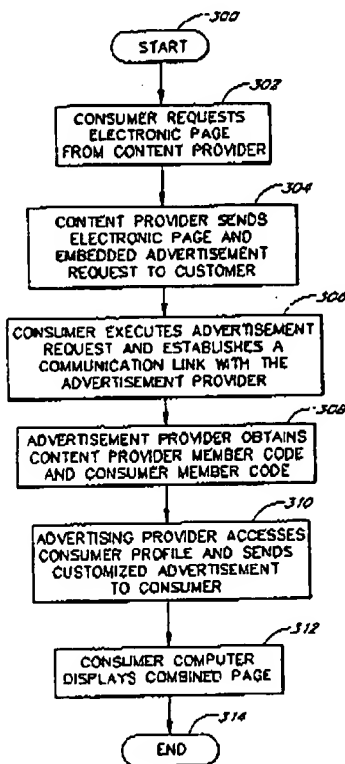 300
START
302
CONSUMER REQUESTS
ELECTRONIC PAGE
FROM CONTENT PROVIDER
304
CONTENT PROVIDER SENDS
ELECTRONIC PAGE AND
EMBEDDED ADVERTISEMENT
REQUEST TO CUSTOMER
306
CONSUMER EXECUTES ADVERTISEMENT
REQUEST AND ESTABLISHES A
COMMUNICATION LINK WITH THE
ADVERTISEMENT PROVIDER
308
ADVERTISEMENT PROVIDER OBTAINS
CONTENT PROVIDER MEMBER CODE
AND CONSUMER MEMBER CODE
310
ADVERTISING PROVIDER ACCESSES
CONSUMER PROFILE AND SENDS
CUSTOMIZED ADVERTISEMENT
TO CONSUMER
312
CONSUMER COMPUTER
DISPLAYS COMBINED PAGE
314
END